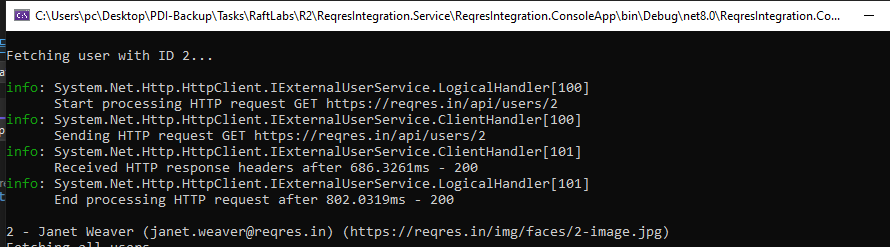 C:\Users\pc\Desktop\PDI-Backup\Tasks\RaftLabs\R2\ReqresIntegration.Service\ReqresIntegration.ConsoleApp\bin\Debug\net8.0\ReqresIntegration.Co...
Fetching user with ID 2...
info: System.Net.Http.HttpClient.IExternalUserService.LogicalHandler[100]
Start processing HTTP request GET https://reqres.in/api/users/2
info: System.Net.Http.HttpClient.IExternalUserService.ClientHandler[100]
Sending HTTP request GET https://reqres.in/api/users/2
info: System.Net.Http.HttpClient.IExternalUserService.ClientHandler[101]
Received HTTP response headers after 686.3261ms - 200
info: System.Net.Http.HttpClient.IExternalUserService.LogicalHandler[101]
End processing HTTP request after 802.0319ms - 200
2 - Janet Weaver (janet.weaver@reqres.in) (https://reqres.in/img/faces/2-image.jpg)
Fetching all users